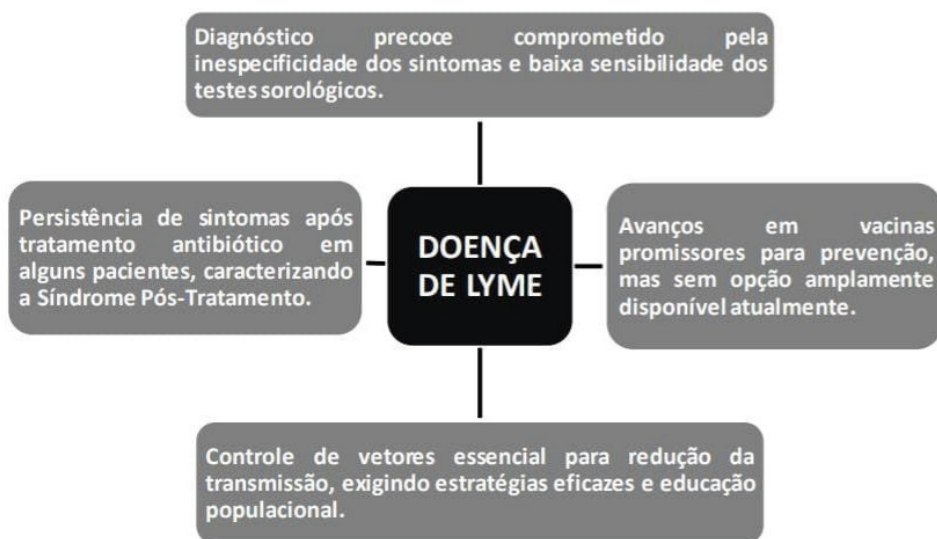 Diagnóstico precoce comprometido pela
inespecificidade dos sintomas e baixa sensibilidade dos
testes sorológicos.
Persistência de sintomas após
tratamento antibiótico em
alguns pacientes, caracterizando
a Síndrome Pós-Tratamento.
DOENÇA
DE LYME
Avanços em vacinas
promissores para prevenção,
mas sem opção amplamente
disponível atualmente.
Controle de vetores essencial para redução da
transmissão, exigindo estratégias eficazes e educação
populacional.